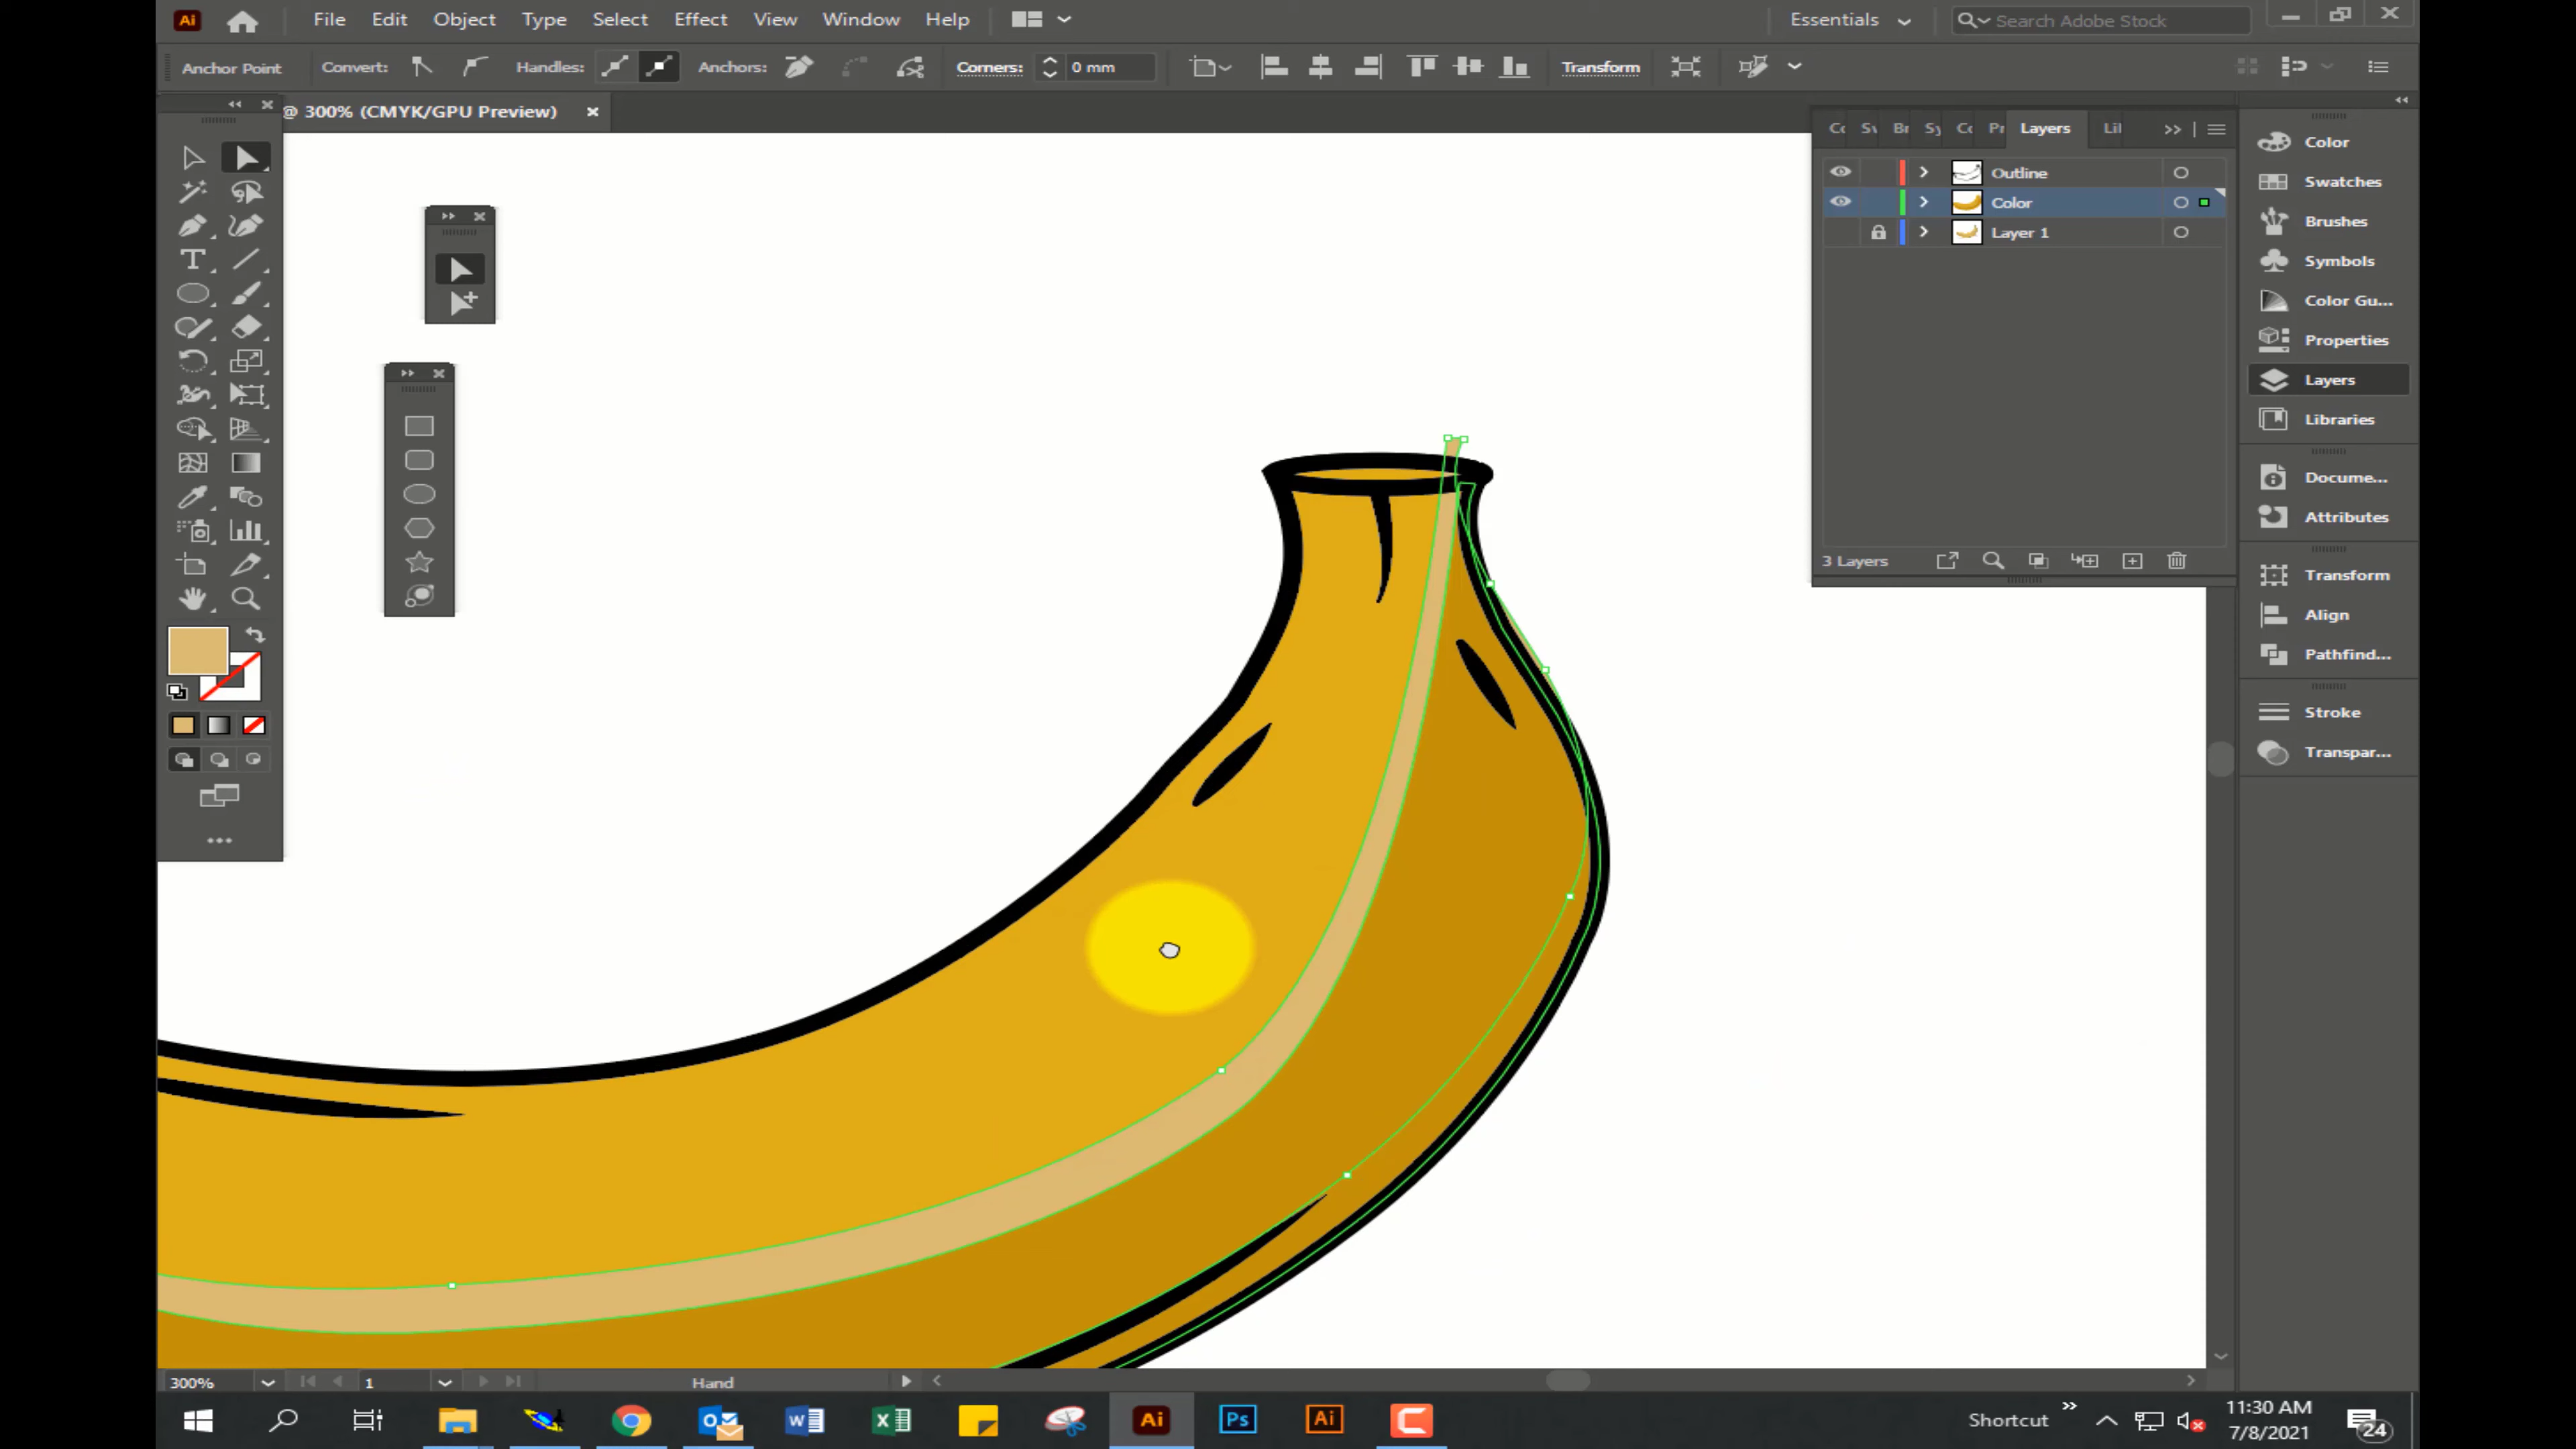 Ai File Edit Object Type Select Effect View Window Help Essentials Search Adobe Stock
Anchor Point Convert: Handles: Anchors: Corners: 0 mm Transform
@ 300% (CMYK/GPU Preview)
Layers
Outline
Color
Layer 1
3 Layers
Color
Swatches
Brushes
Symbols
Color Gu...
Properties
Layers
Libraries
Docume...
Attributes
Transform
Align
Pathfind...
Stroke
Transpar...
T
300% 1 Hand
Ai Ps Ai
Shortcut
11:30 AM
7/8/2021
24